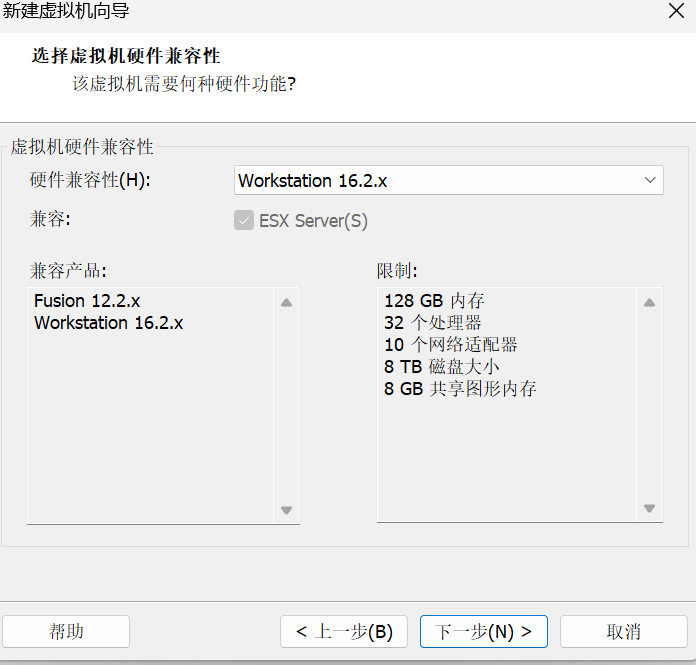 新建虚拟机向导
选择虚拟机硬件兼容性
该虚拟机需要何种硬件功能?
虚拟机硬件兼容性
硬件兼容性(H):
Workstation 16.2.x
兼容:
ESX Server(S)
兼容产品:
Fusion 12.2.x
Workstation 16.2.x
限制:
128 GB 内存
32 个处理器
10 个网络适配器
8 TB 磁盘大小
8 GB 共享图形内存
帮助
< 上一步(B)
下一步(N) >
取消